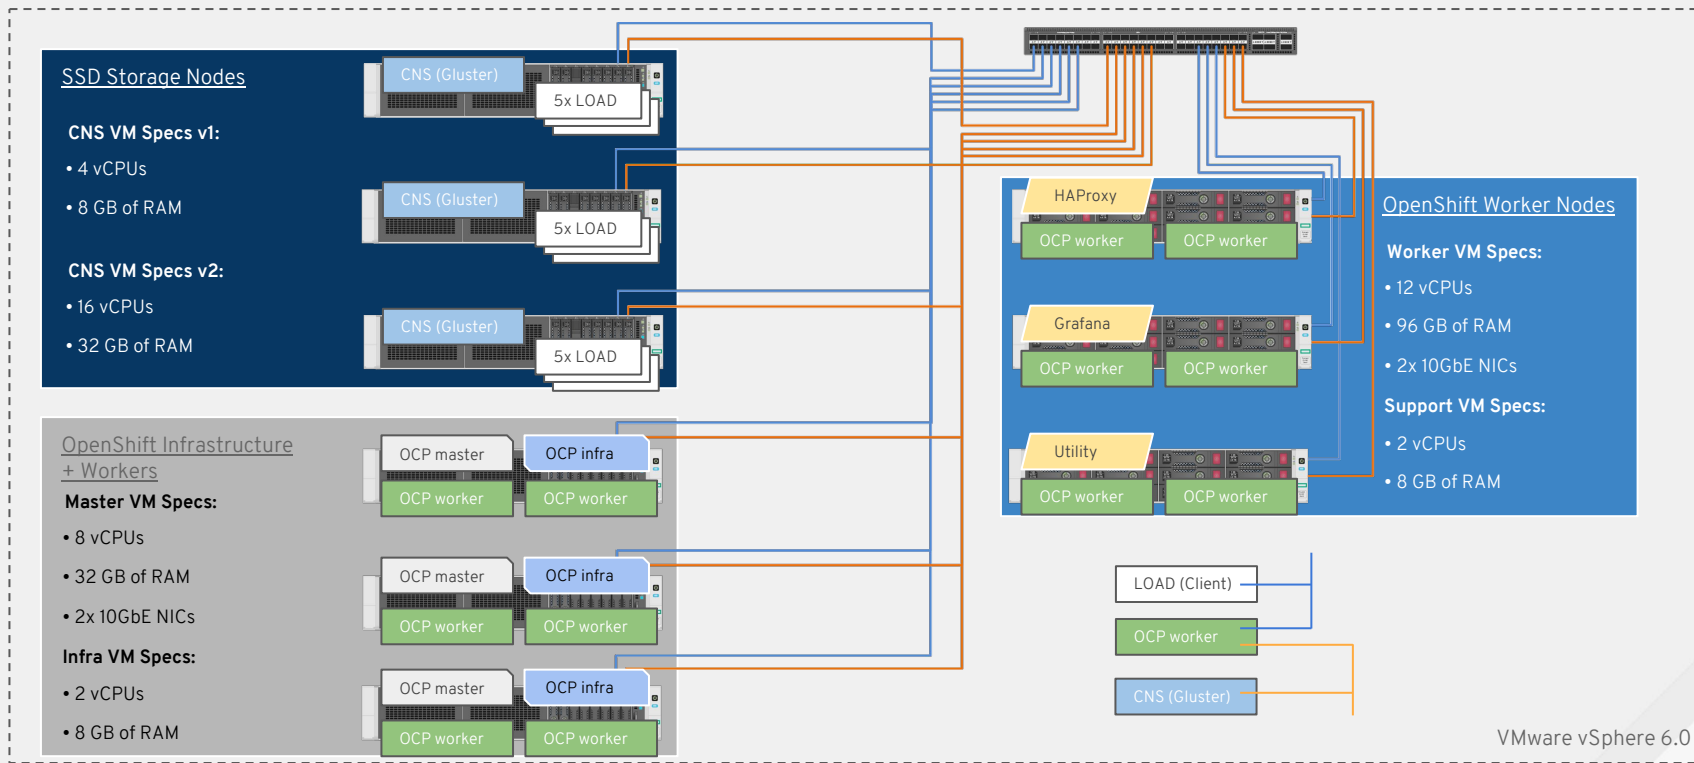 SSD Storage Nodes
CNS VM Specs v1:
• 4 vCPUs
• 8 GB of RAM
CNS VM Specs v2:
• 16 vCPUs
• 32 GB of RAM
CNS (Gluster)
5x LOAD
CNS (Gluster)
5x LOAD
CNS (Gluster)
5x LOAD
OpenShift Infrastructure
+ Workers
Master VM Specs:
• 8 vCPUs
• 32 GB of RAM
• 2x 10GbE NICs
Infra VM Specs:
• 2 vCPUs
• 8 GB of RAM
OCP master
OCP infra
OCP worker
OCP worker
OCP master
OCP infra
OCP worker
OCP worker
OCP master
OCP infra
OCP worker
OCP worker
HAProxy
OCP worker
OCP worker
Grafana
OCP worker
OCP worker
Utility
OCP worker
OCP worker
OpenShift Worker Nodes
Worker VM Specs:
• 12 vCPUs
• 96 GB of RAM
• 2x 10GbE NICs
Support VM Specs:
• 2 vCPUs
• 8 GB of RAM
LOAD (Client)
OCP worker
CNS (Gluster)
VMware vSphere 6.0